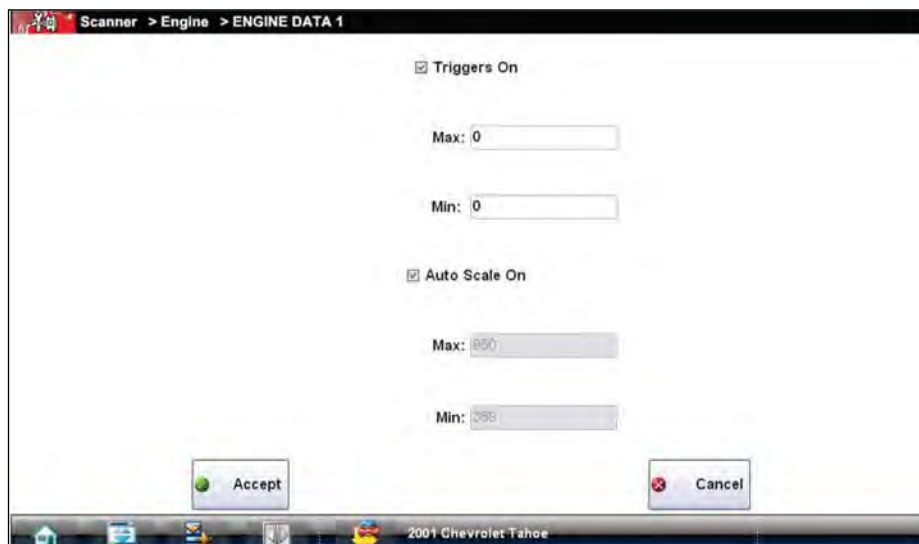 Scanner > Engine > ENGINE DATA 1
Triggers On
Max: 0
Min: 0
Auto Scale On
Max:
Min:
Accept
Cancel
2001 Chevrolet Tahoe